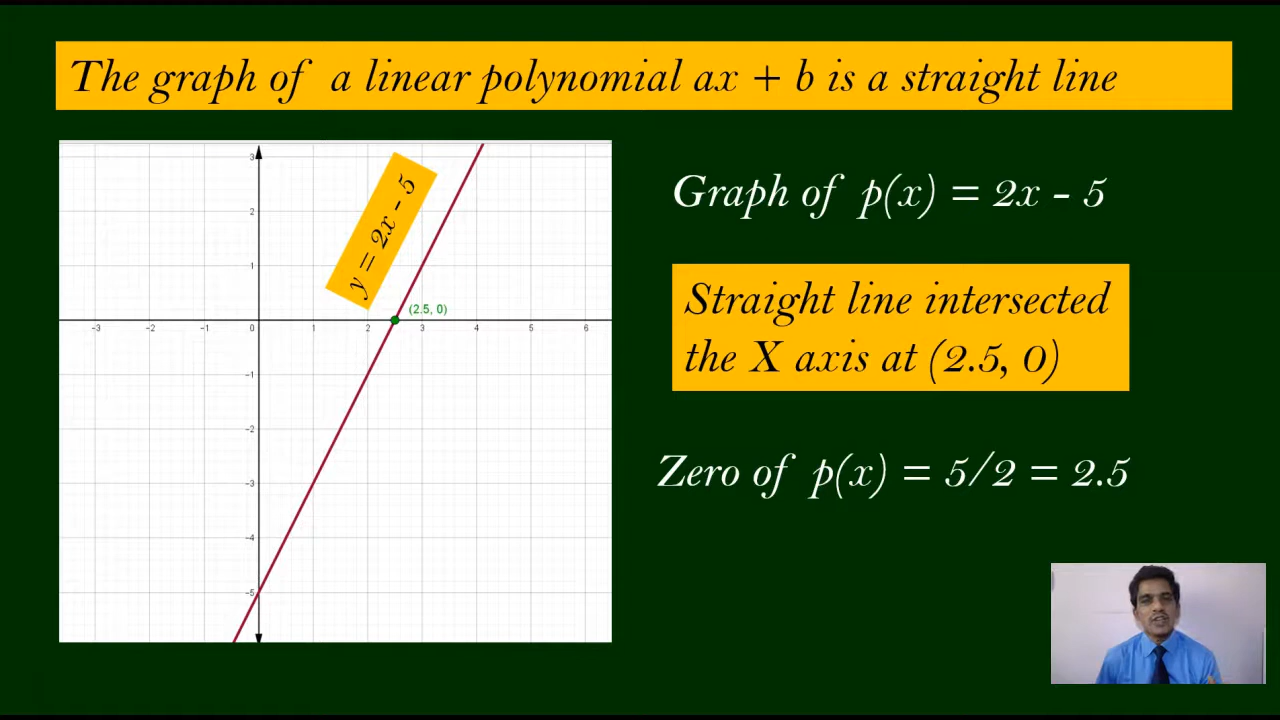 The graph of a linear polynomial ax + b is a straight line
Graph of p(x) = 2x - 5
y = 2x - 5
Straight line intersected
the X axis at (2.5, 0)
(2.5, 0)
Zero of p(x) = 5/2 = 2.5
3
2
1
-3 -2 -1 0 1 2 3 4 5 6
-1
-2
-3
-4
-5